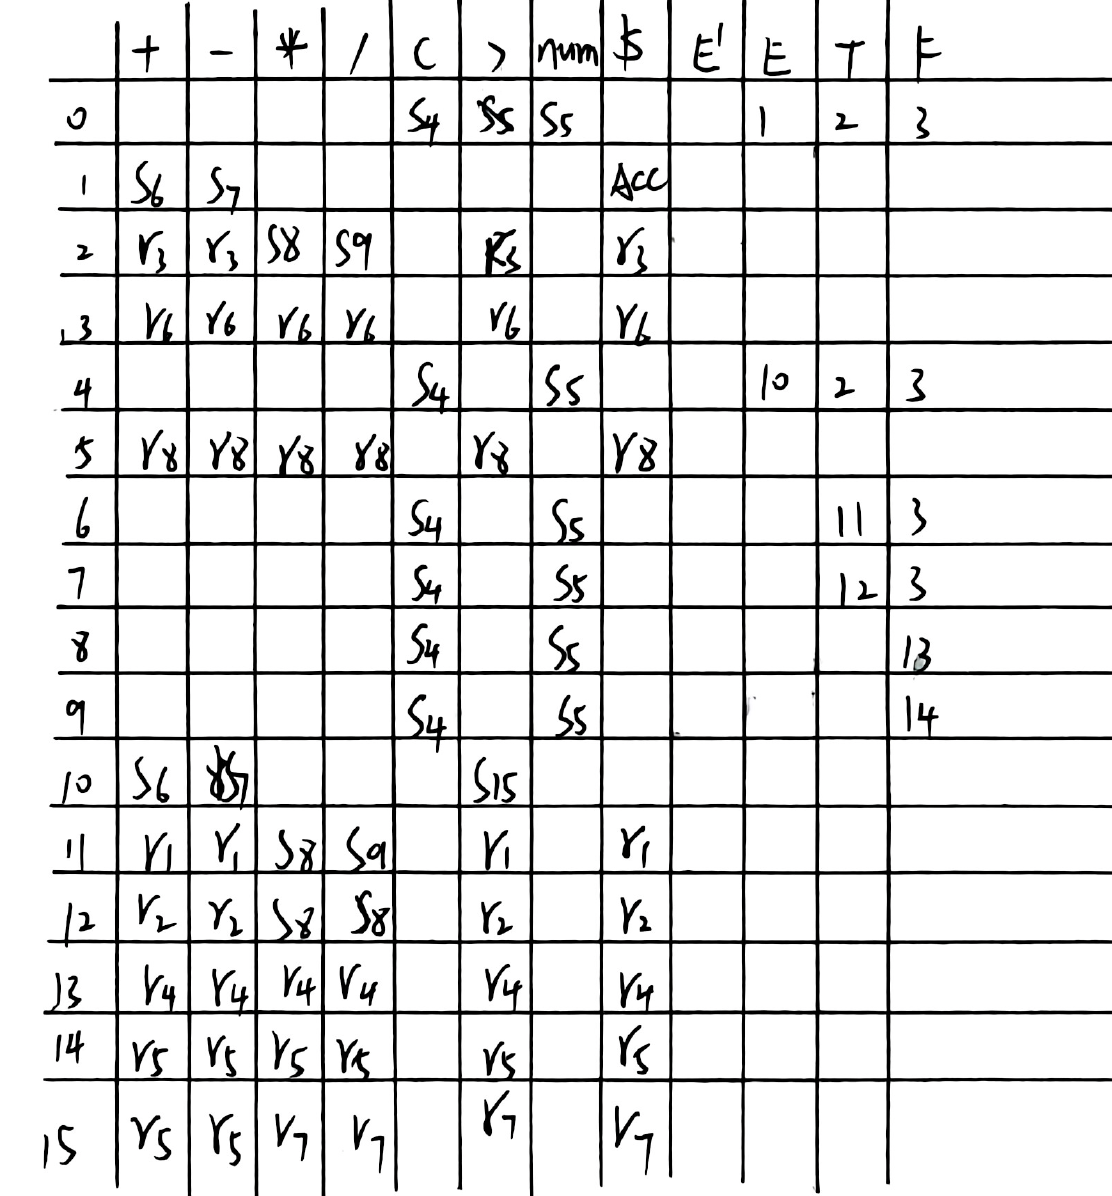 + - * / ( ) num $ E' E T F
0 S4 S5 1 2 3
1 S6 S7 Acc
2 r3 r3 S8 S9 r3
3 r6 r6 r6 r6 r6 r6
4 S4 S5 10 2 3
5 r8 r8 r8 r8 r8 r8
6 S4 S5 11 3
7 S4 S5 12 3
8 S4 S5 13
9 S4 S5 14
10 S6 S15
11 r1 r1 S8 S9 r1 r1
12 r2 r2 S8 S8 r2 r2
13 r4 r4 r4 r4 r4 r4
14 r5 r5 r5 r5 r5 r5
15 r5 r5 r7 r7 r7 r7